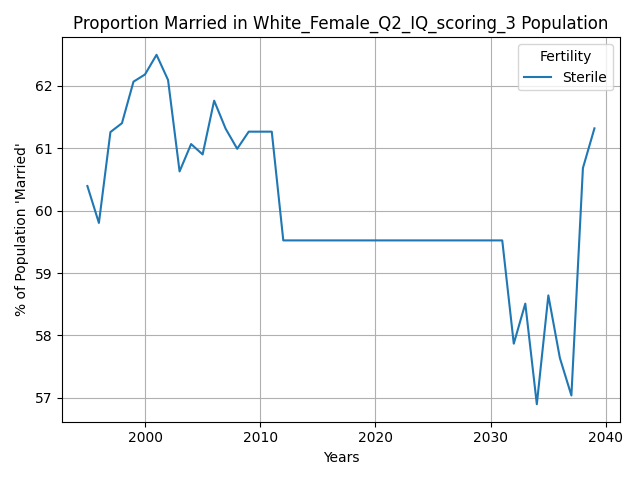 Proportion Married in White_Female_Q2_IQ_scoring_3 Population
Fertility
Sterile
% of Population 'Married'
62
61
60
59
58
57
2000
2010
2020
2030
2040
Years